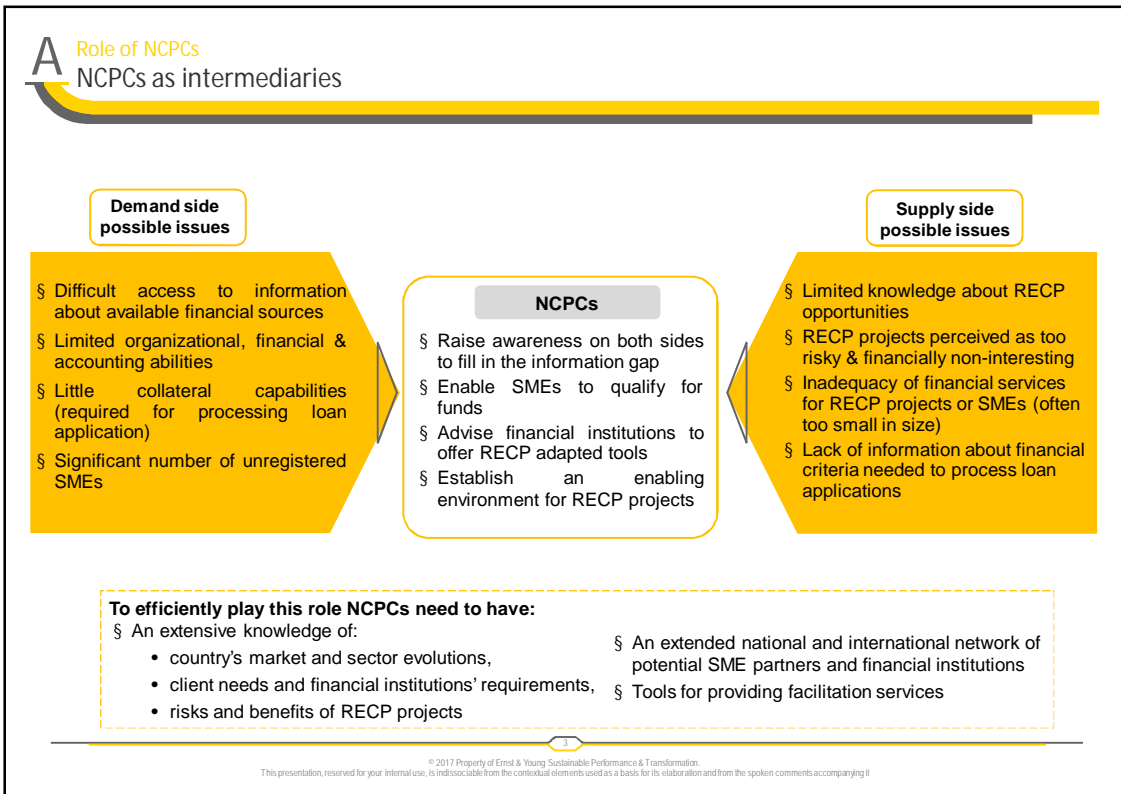 A
Role of NCPCs
NCPCs as intermediaries
Demand side
possible issues
§ Difficult access to information
about available financial sources
§ Limited organizational, financial &
accounting abilities
§ Little collateral capabilities
(required for processing loan
application)
§ Significant number of unregistered
SMEs
NCPCs
§ Raise awareness on both sides
to fill in the information gap
§ Enable SMEs to qualify for
funds
§ Advise financial institutions to
offer RECP adapted tools
§ Establish an enabling
environment for RECP projects
Supply side
possible issues
§ Limited knowledge about RECP
opportunities
§ RECP projects perceived as too
risky & financially non-interesting
§ Inadequacy of financial services
for RECP projects or SMEs (often
too small in size)
§ Lack of information about financial
criteria needed to process loan
applications
To efficiently play this role NCPCs need to have:
§ An extensive knowledge of:
• country's market and sector evolutions,
• client needs and financial institutions' requirements,
• risks and benefits of RECP projects
§ An extended national and international network of
potential SME partners and financial institutions
§ Tools for providing facilitation services
3
© 2017 Property of Ernst & Young Sustainable Performance & Transformation.
This presentation, reserved for your internal use, is indissociable from the contextual elements used as a basis for its elaboration and from the spoken comments accompanying it